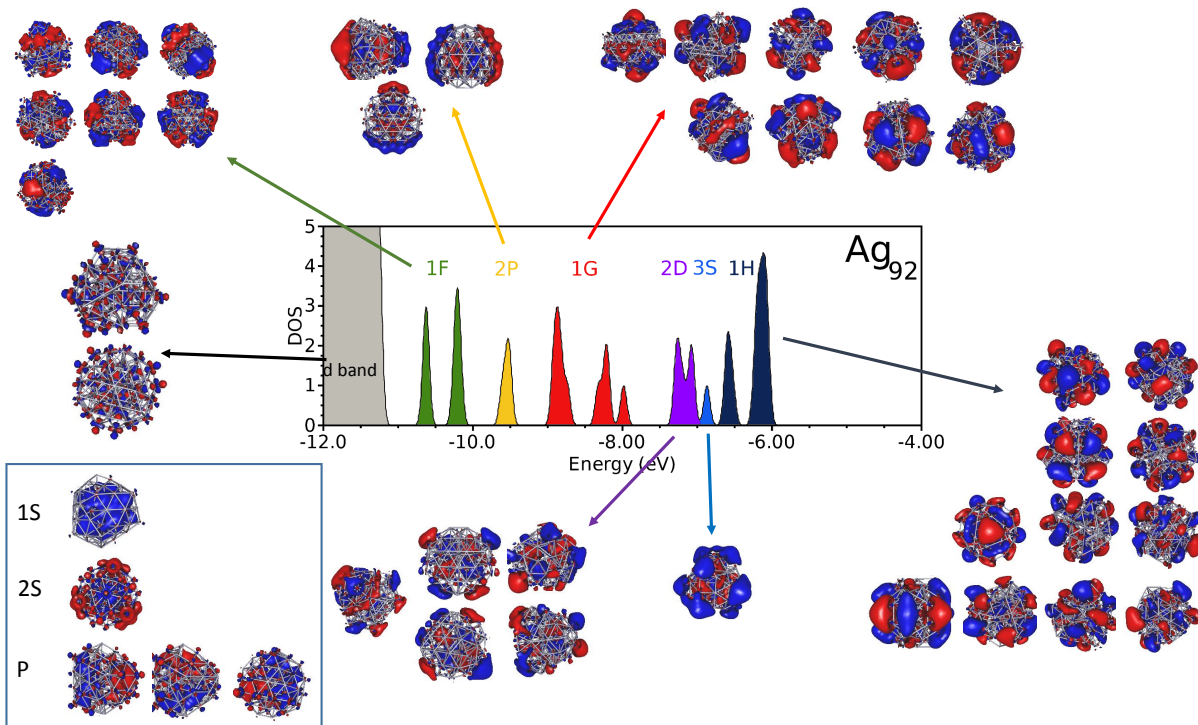 5
4
3
2
1
0
DOS
1F
2P
1G
2D
3S
1H
Ag92
d band
-12.0
-10.0
-8.00
-6.00
-4.00
Energy (eV)
1S
2S
P